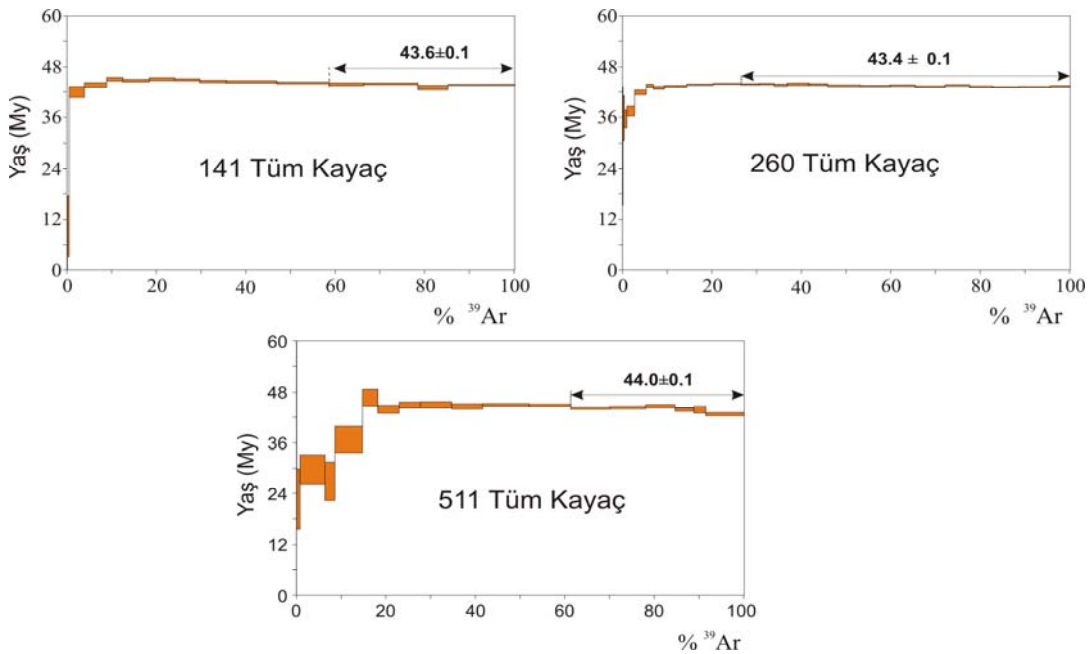 60
48
36
24
12
0
Yaş (My)
43.6±0.1
141 Tüm Kayaç
0 20 40 60 80 100
% ³⁹Ar
60
48
36
24
12
0
Yaş (My)
43.4 ± 0.1
260 Tüm Kayaç
0 20 40 60 80 100
% ³⁹Ar
60
48
36
24
12
0
Yaş (My)
44.0±0.1
511 Tüm Kayaç
0 20 40 60 80 100
% ³⁹Ar